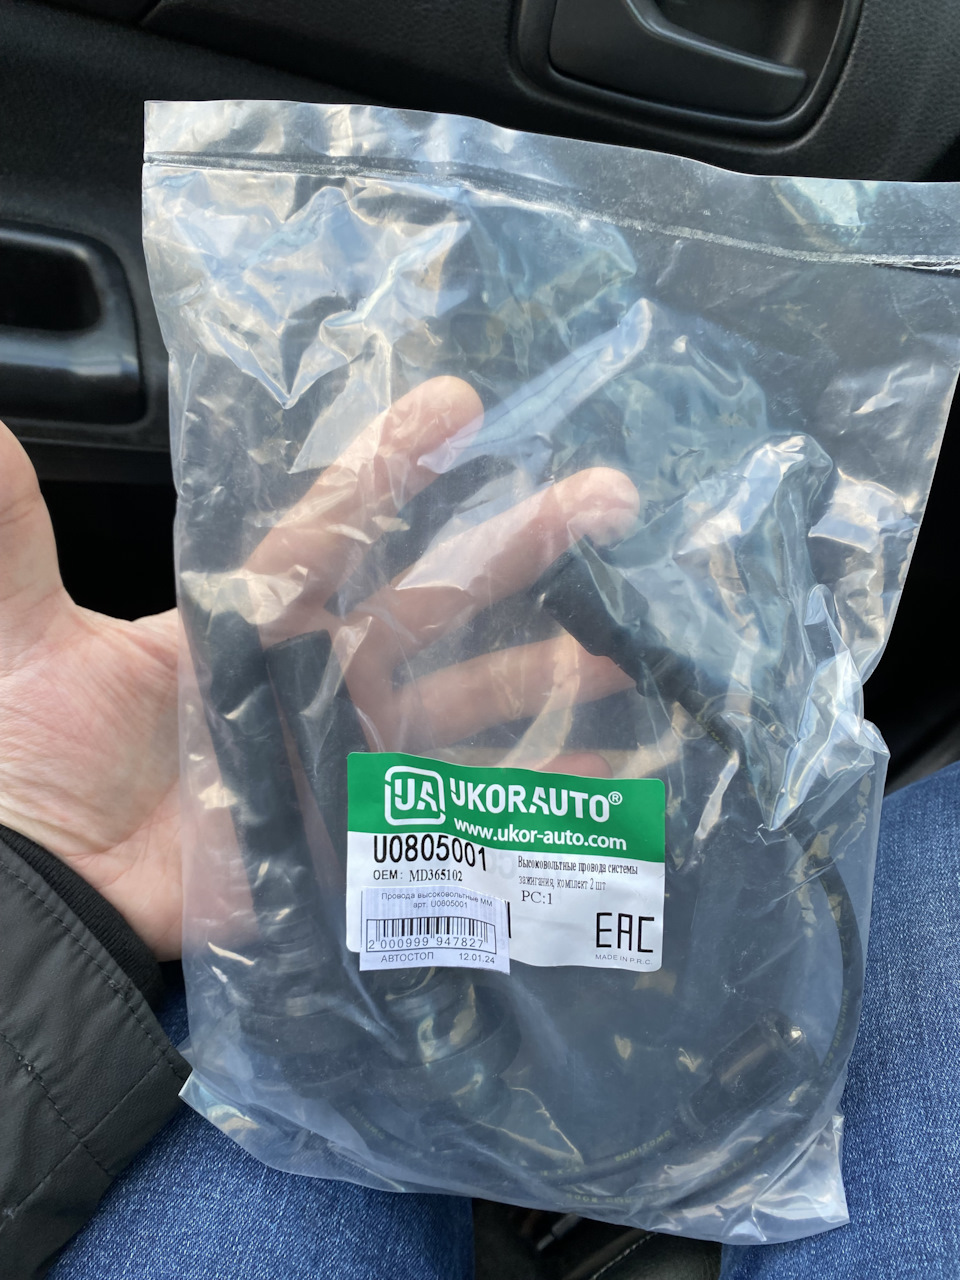 UA UKORAUTO®
www.ukor-auto.com
U0805001
OEM: MD365102
Высоковольтные провода системы
зажигания, комплект 2 шт
PC:1
Провода высоковольтные ММ
арт. U0805001
2 000999 947827
АВТОСТОП 12.01.24
EAC
MADE IN P.R.C.